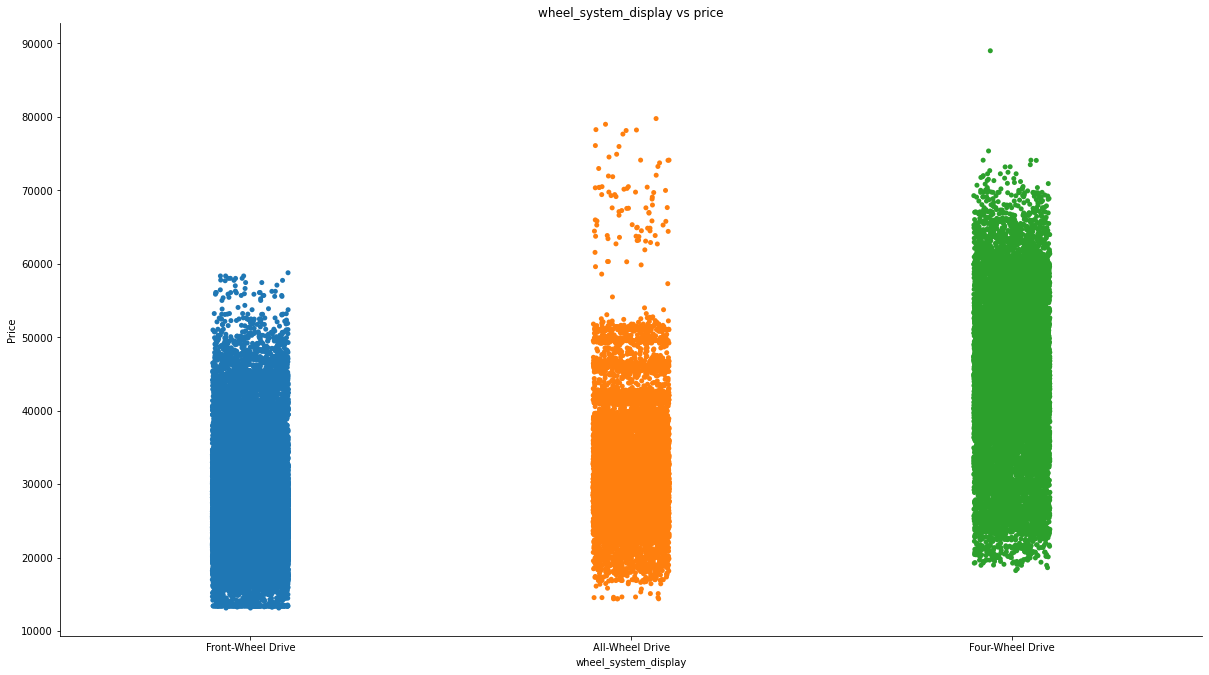 wheel_system_display vs price
90000
80000
70000
60000
50000
40000
30000
20000
10000
Price
Front-Wheel Drive
All-Wheel Drive
Four-Wheel Drive
wheel_system_display